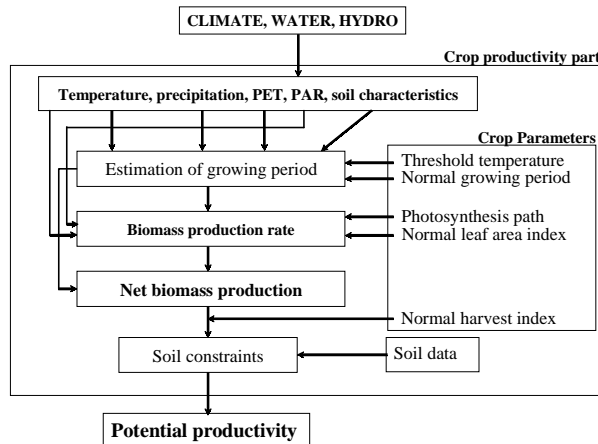 CLIMATE, WATER, HYDRO
Crop productivity part
Temperature, precipitation, PET, PAR, soil characteristics
Crop Parameters
Estimation of growing period
Threshold temperature
Normal growing period
Biomass production rate
Photosynthesis path
Normal leaf area index
Net biomass production
Normal harvest index
Soil constraints
Soil data
Potential productivity